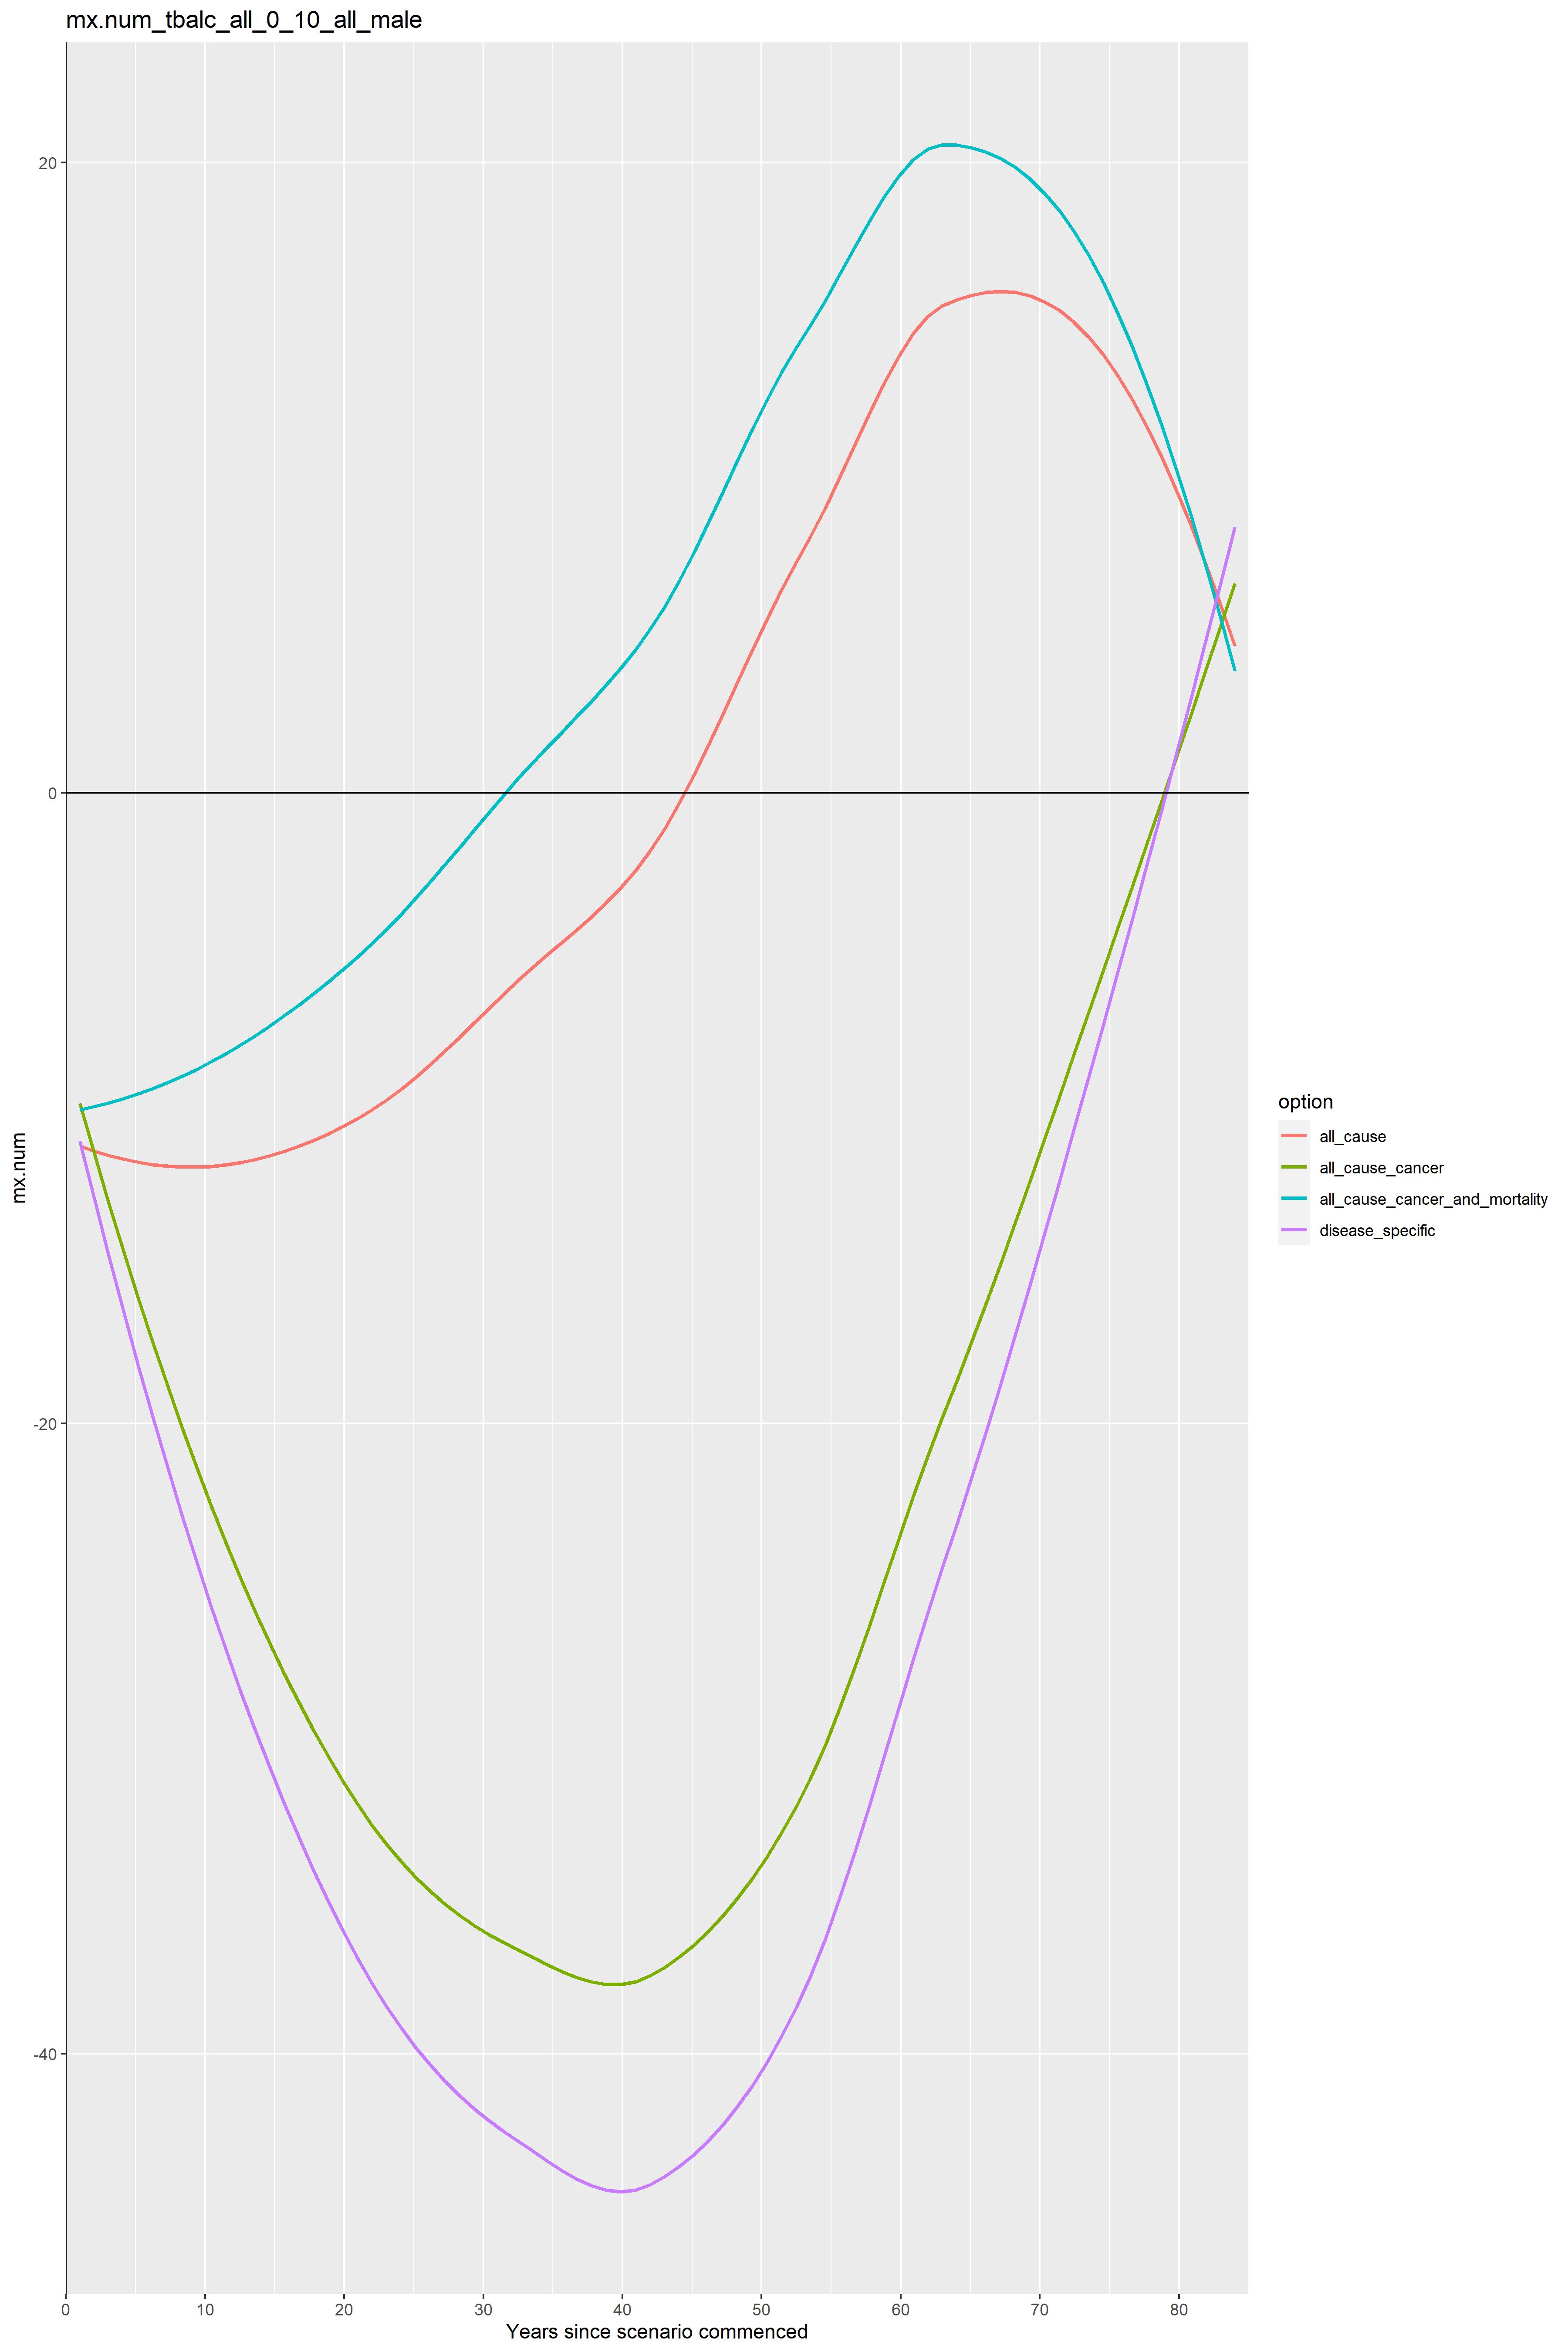 mx.num_tbalc_all_0_10_all_male
20
0
-20
-40
mx.num
0 10 20 30 40 50 60 70 80
Years since scenario commenced
option
all_cause
all_cause_cancer
all_cause_cancer_and_mortality
disease_specific